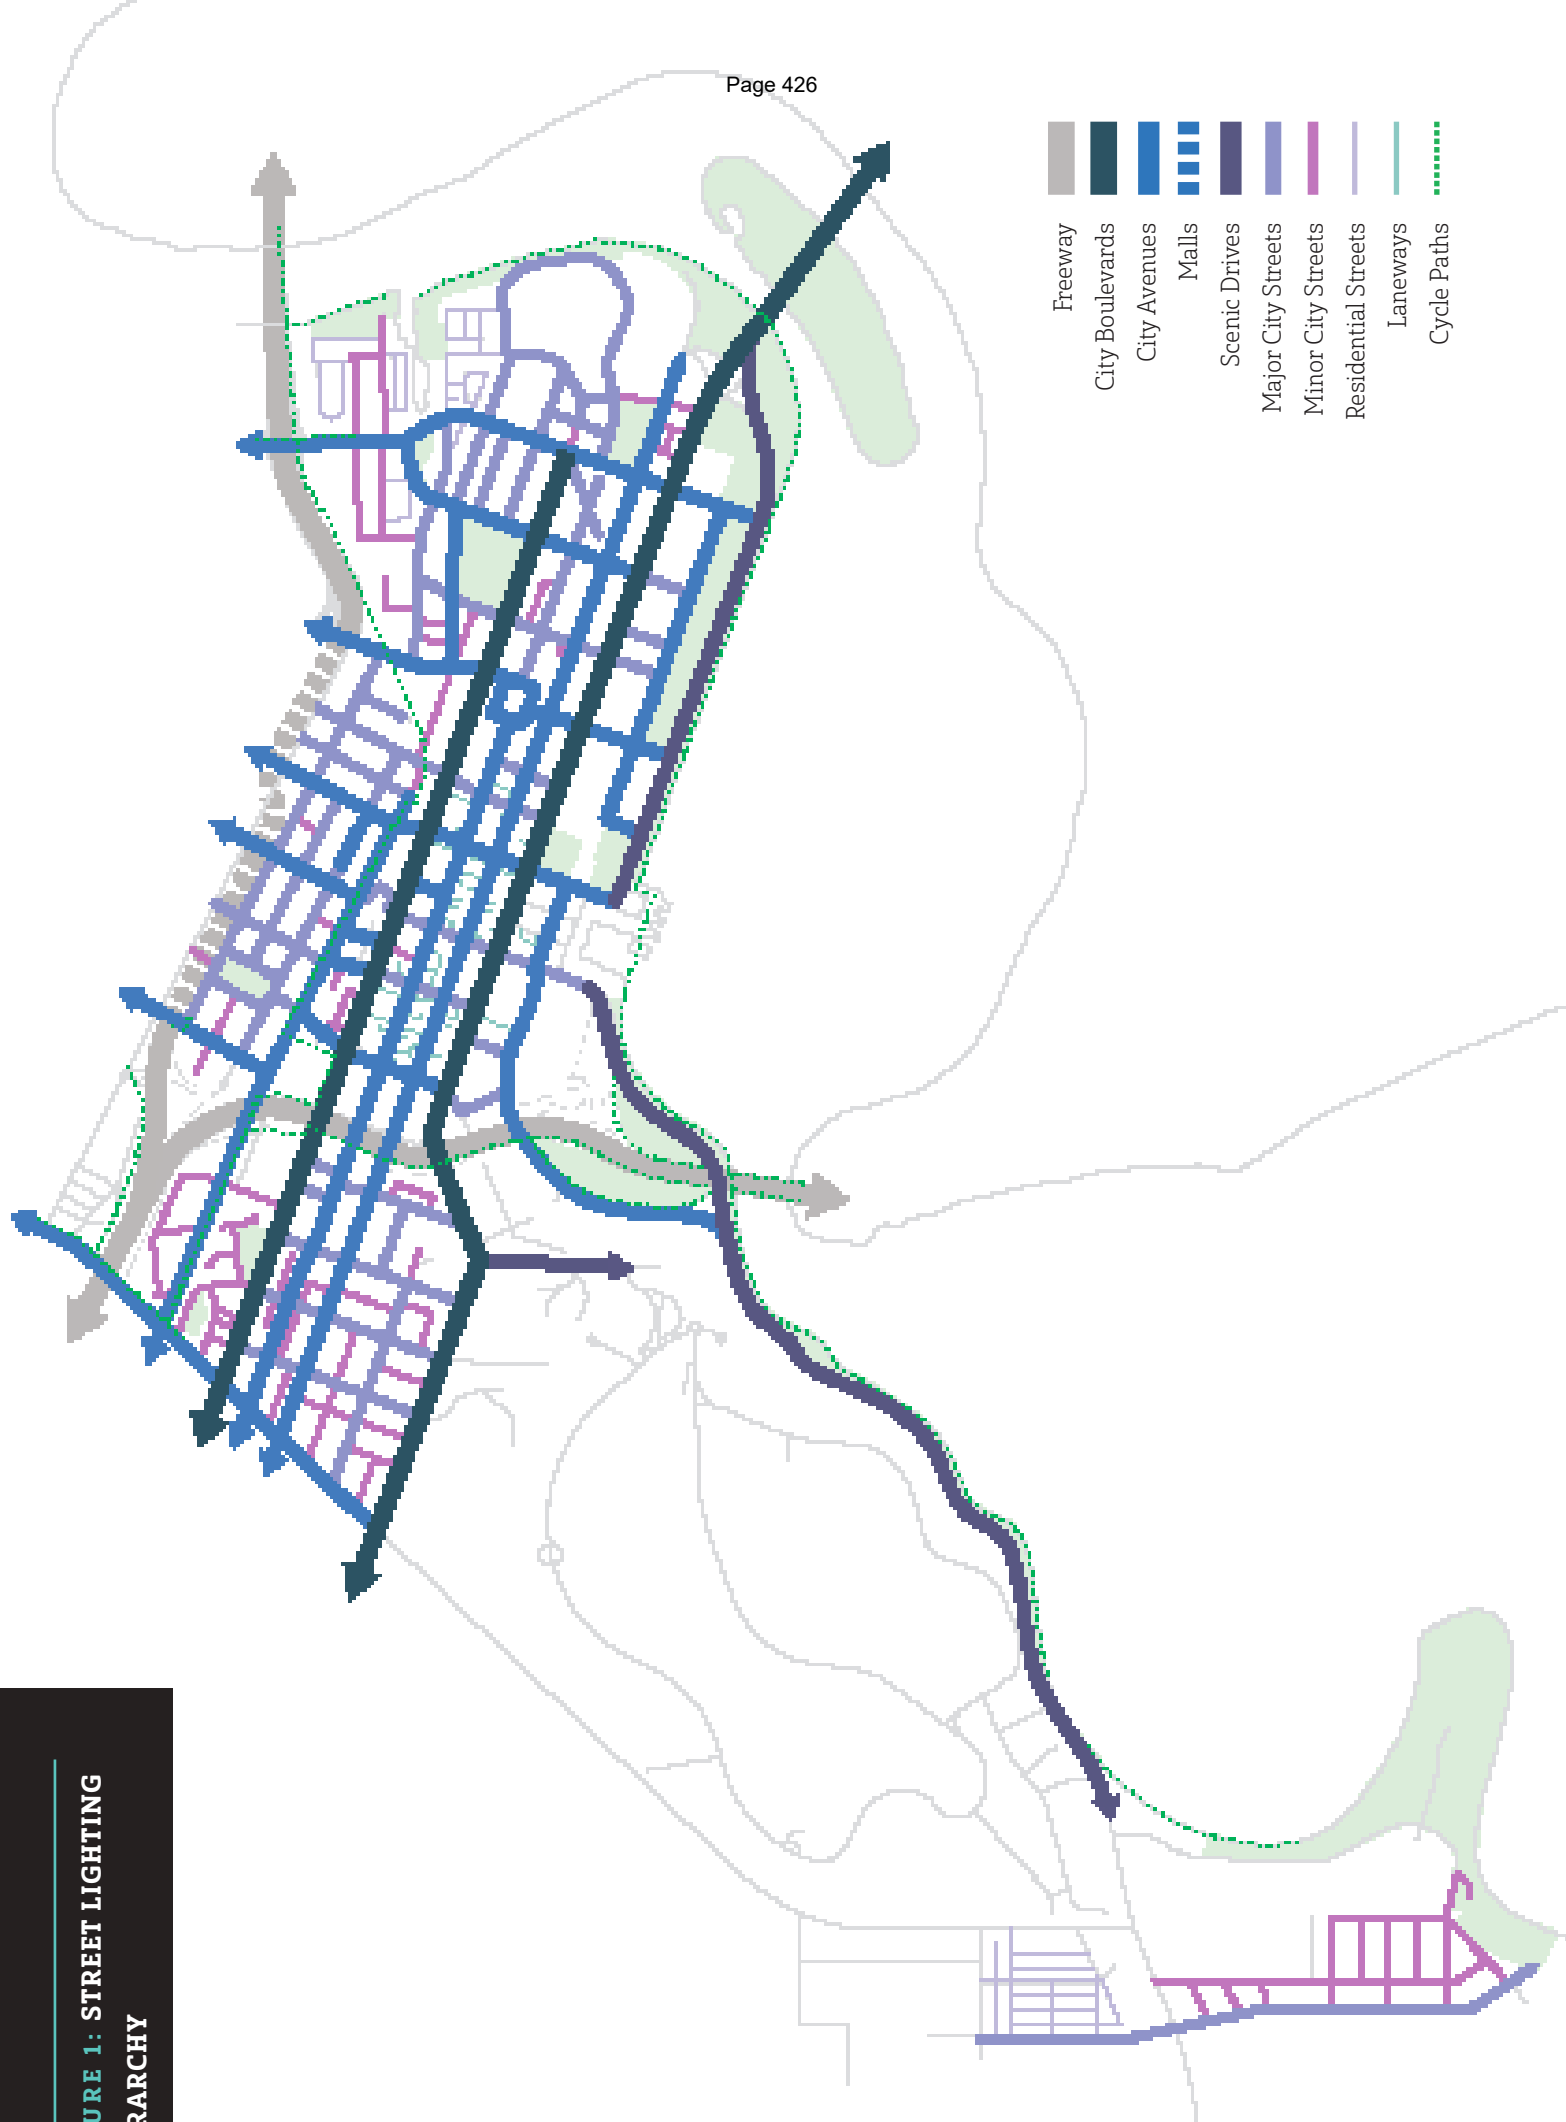 Page 426
Freeway
City Boulevards
City Avenues
Malls
Scenic Drives
Major City Streets
Minor City Streets
Residential Streets
Laneways
Cycle Paths
URE 1: STREET LIGHTING
RARCHY